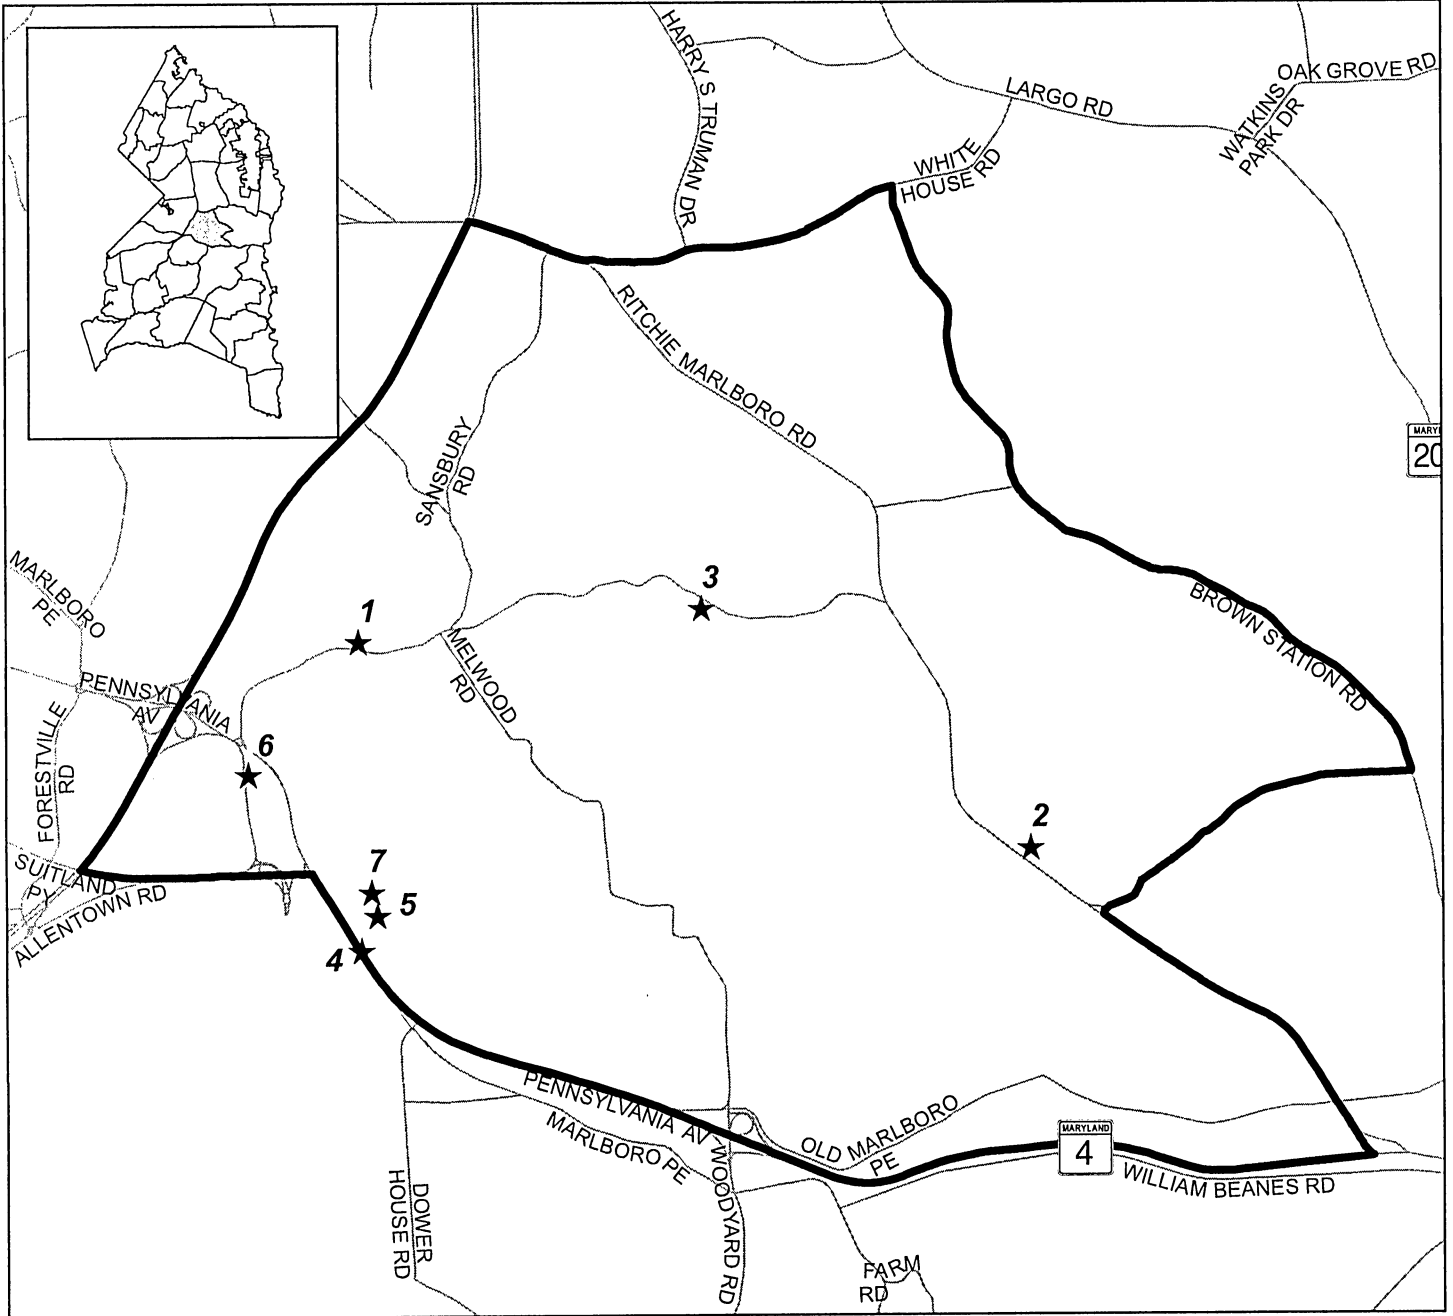 HARRY S TRUMAN DR
LARGO RD
OAK GROVE RD
WATKINS
PARK DR
WHITE
HOUSE RD
RITCHIE MARLBORO RD
SANSBURY
RD
MARYL
20
MARLBORO
PE
1
3
BROWN STATION RD
MELWOOD
RD
PENNSYLVANIA
AV
FORESTVILLE
RD
6
2
SUITLAND
PY
ALLENTOWN RD
7
5
4
PENNSYLVANIA AV
MARLBORO PE
OLD MARLBORO
PE
MARYLAND
4
WILLIAM BEANES RD
WOODYARD RD
DOWER
HOUSE RD
FARM
RD